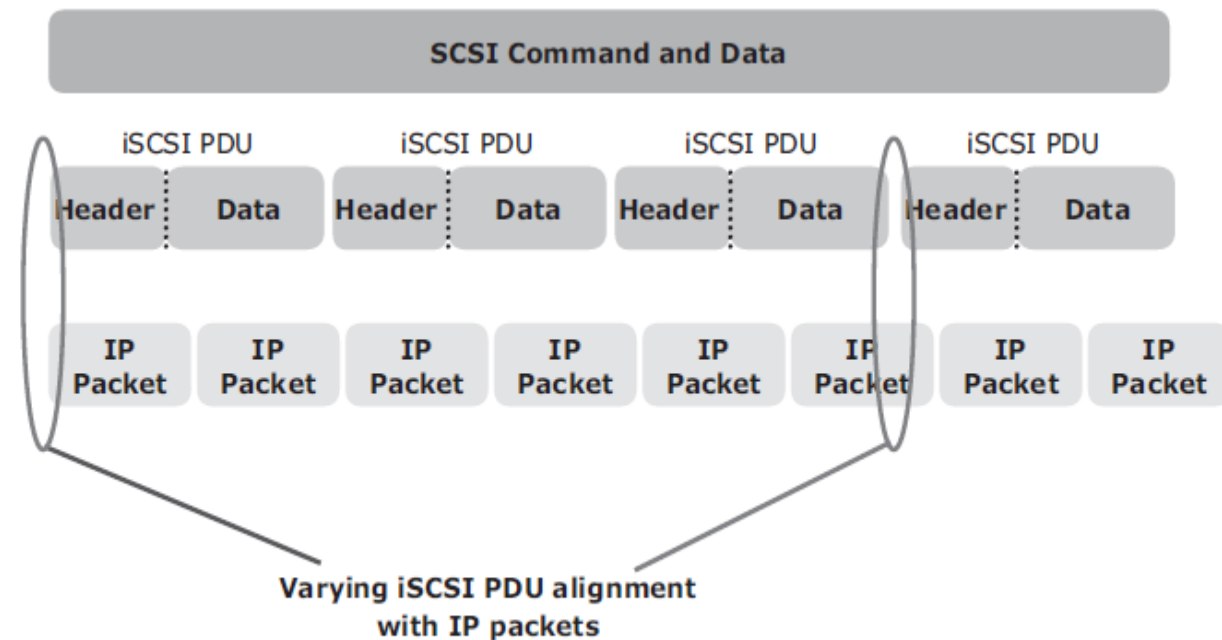 SCSI Command and Data
iSCSI PDU iSCSI PDU iSCSI PDU iSCSI PDU
Header Data Header Data Header Data Header Data
IP IP IP IP IP IP IP IP
Packet Packet Packet Packet Packet Packet Packet Packet
Varying iSCSI PDU alignment
with IP packets